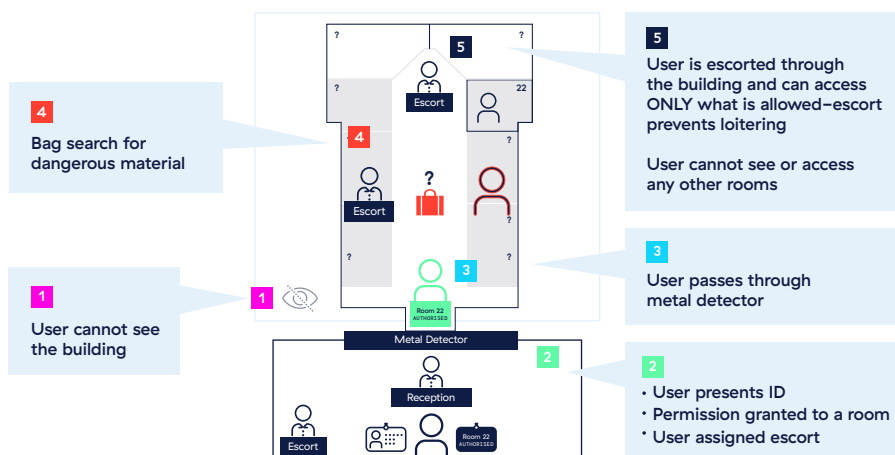 ?
5
?
Escort
?
22
4
?
?
?
Escort
?
?
?
3
Room 22
AUTHORISED
1
Metal Detector
2
Reception
Escort
Room 22
AUTHORISED
4
Bag search for
dangerous material
1
User cannot see
the building
5
User is escorted through
the building and can access
ONLY what is allowed–escort
prevents loitering
User cannot see or access
any other rooms
3
User passes through
metal detector
2
• User presents ID
• Permission granted to a room
• User assigned escort